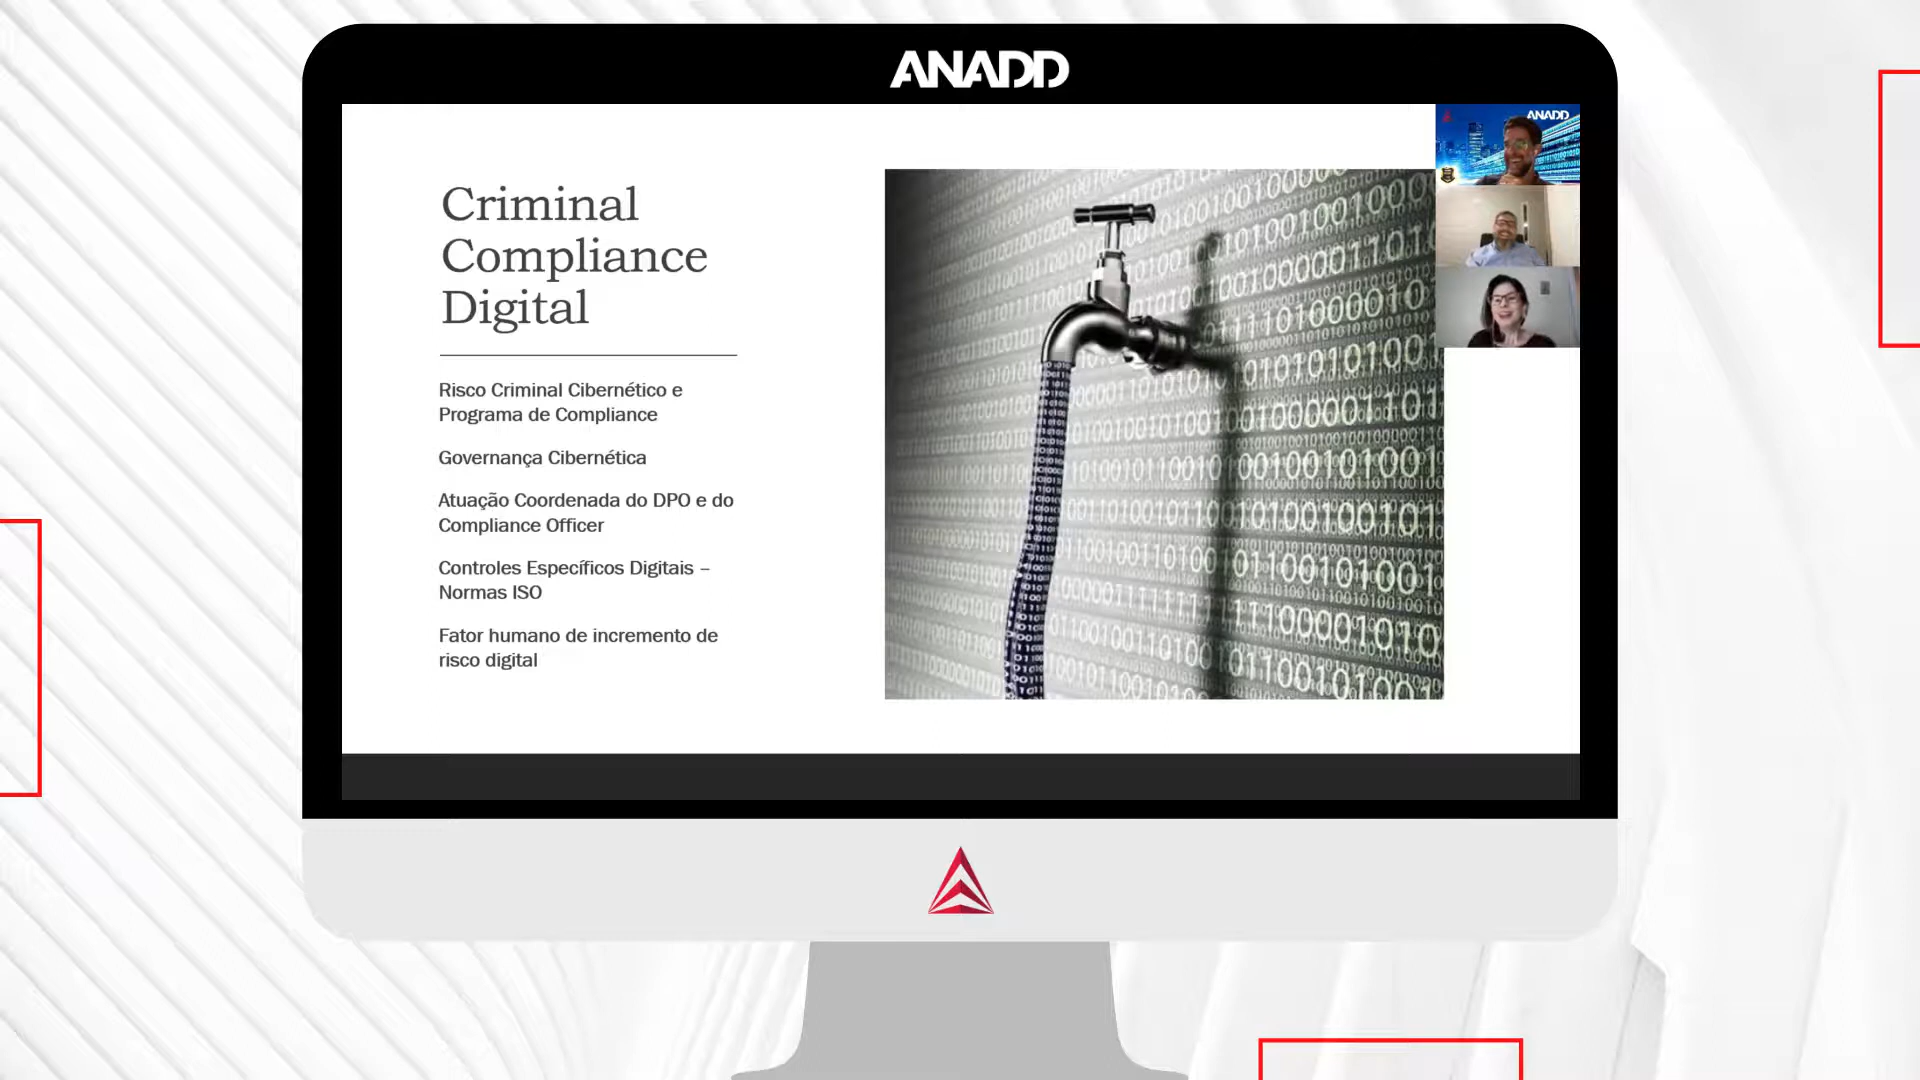 ANADD
ANADD
Criminal
Compliance
Digital
Risco Criminal Cibernético e
Programa de Compliance
Governança Cibernética
Atuação Coordenada do DPO e do
Compliance Officer
Controles Específicos Digitais –
Normas ISO
Fator humano de incremento de
risco digital